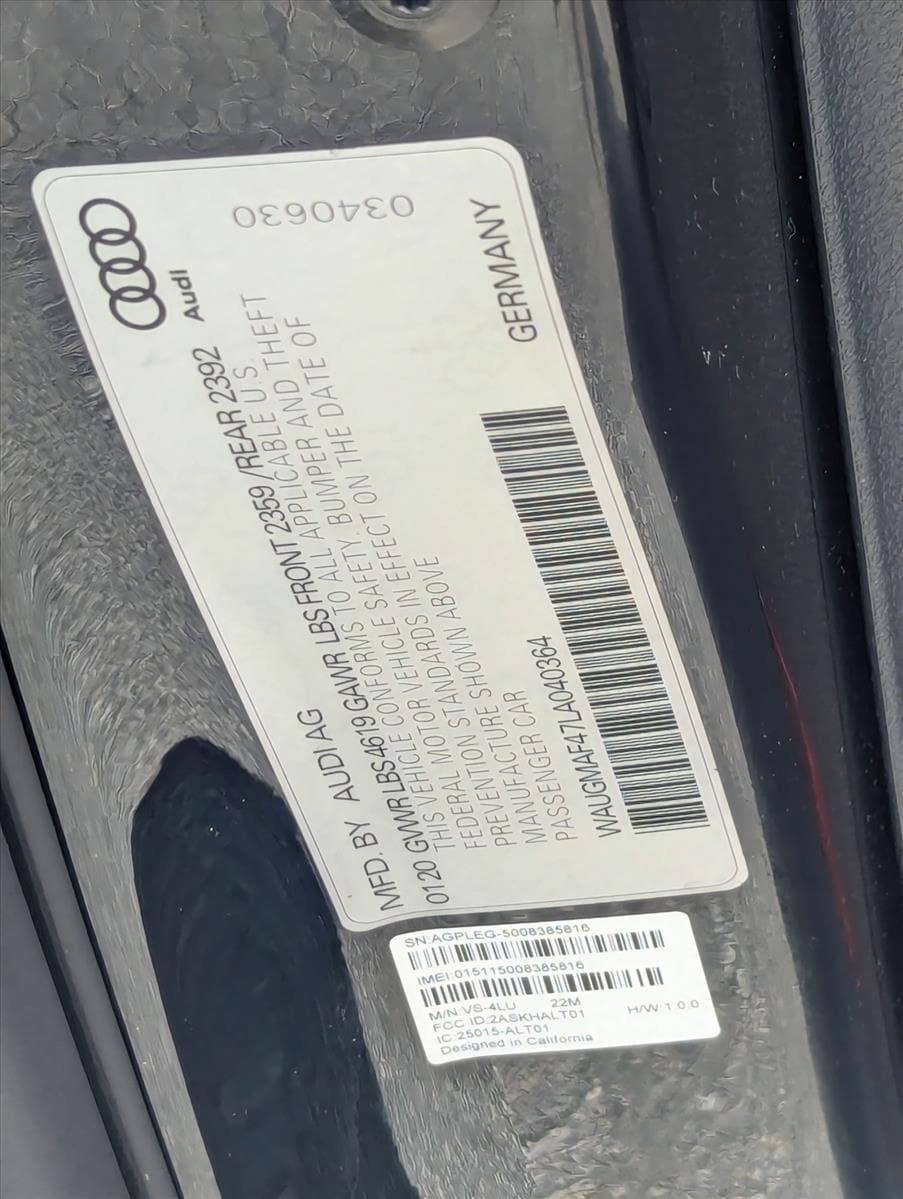 Audi
0340630
MFD. BY AUDI AG
0120 GVWR LBS 4619 GAWR LBS FRONT 2359 / REAR 2392
THIS VEHICLE CONFORMS TO ALL APPLICABLE U.S.
FEDERAL MOTOR VEHICLE SAFETY, BUMPER AND THEFT
PREVENTION STANDARDS IN EFFECT ON THE DATE OF
MANUFACTURE SHOWN ABOVE
PASSENGER CAR
WAUGMAF47LA040364
GERMANY
SN:AGPLEG-5008385816
IMEI:015115008385816
M/N:VS-4LU 22M
FCC ID:2ASKHALT01 H/W:1.0.0
IC:25015-ALT01
Designed in California